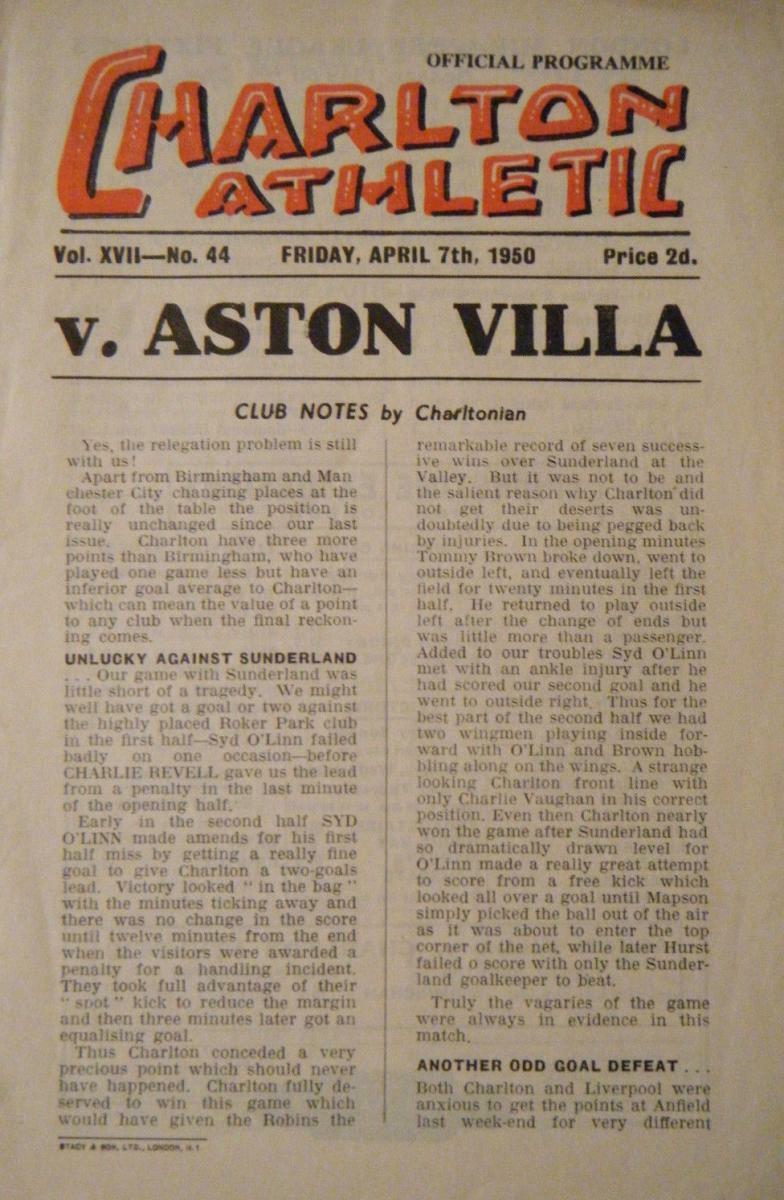 OFFICIAL PROGRAMME
CHARLTON
ATHLETIC
Vol. XVII—No. 44 FRIDAY, APRIL 7th, 1950 Price 2d.
v. ASTON VILLA
CLUB NOTES by Charltonian
Yes, the relegation problem is still
with us!
Apart from Birmingham and Man
chester City changing places at the
foot of the table the position is
really unchanged since our last
issue. Charlton have three more
points than Birmingham, who have
played one game less but have an
inferior goal average to Charlton—
which can mean the value of a point
to any club when the final reckon-
ing comes.
UNLUCKY AGAINST SUNDERLAND
. . . Our game with Sunderland was
little short of a tragedy. We might
well have got a goal or two against
the highly placed Roker Park club
in the first half—Syd O'Linn failed
badly on one occasion—before
CHARLIE REVELL gave us the lead
from a penalty in the last minute
of the opening half.
Early in the second half SYD
O'LINN made amends for his first
half miss by getting a really fine
goal to give Charlton a two-goals
lead. Victory looked " in the bag "
with the minutes ticking away and
there was no change in the score
until twelve minutes from the end
when the visitors were awarded a
penalty for a handling incident.
They took full advantage of their
" spot " kick to reduce the margin
and then three minutes later got an
equalising goal.
Thus Charlton conceded a very
precious point which should never
have happened. Charlton fully de-
served to win this game which
would have given the Robins the
remarkable record of seven success-
ive wins over Sunderland at the
Valley. But it was not to be and
the salient reason why Charlton did
not get their deserts was un-
doubtedly due to being pegged back
by injuries. In the opening minutes
Tommy Brown broke down, went to
outside left, and eventually left the
field for twenty minutes in the first
half. He returned to play outside
left after the change of ends but
was little more than a passenger.
Added to our troubles Syd O'Linn
met with an ankle injury after he
had scored our second goal and he
went to outside right. Thus for the
best part of the second half we had
two wingmen playing inside for-
ward with O'Linn and Brown hob-
bling along on the wings. A strange
looking Charlton front line with
only Charlie Vaughan in his correct
position. Even then Charlton nearly
won the game after Sunderland had
so dramatically drawn level for
O'Linn made a really great attempt
to score from a free kick which
looked all over a goal until Mapson
simply picked the ball out of the air
as it was about to enter the top
corner of the net, while later Hurst
failed o score with only the Sunder-
land goalkeeper to beat.
Truly the vagaries of the game
were always in evidence in this
match.
ANOTHER ODD GOAL DEFEAT . . .
Both Charlton and Liverpool were
anxious to get the points at Anfield
last week-end for very different
STACY & SON, LTD., LONDON, N.1.